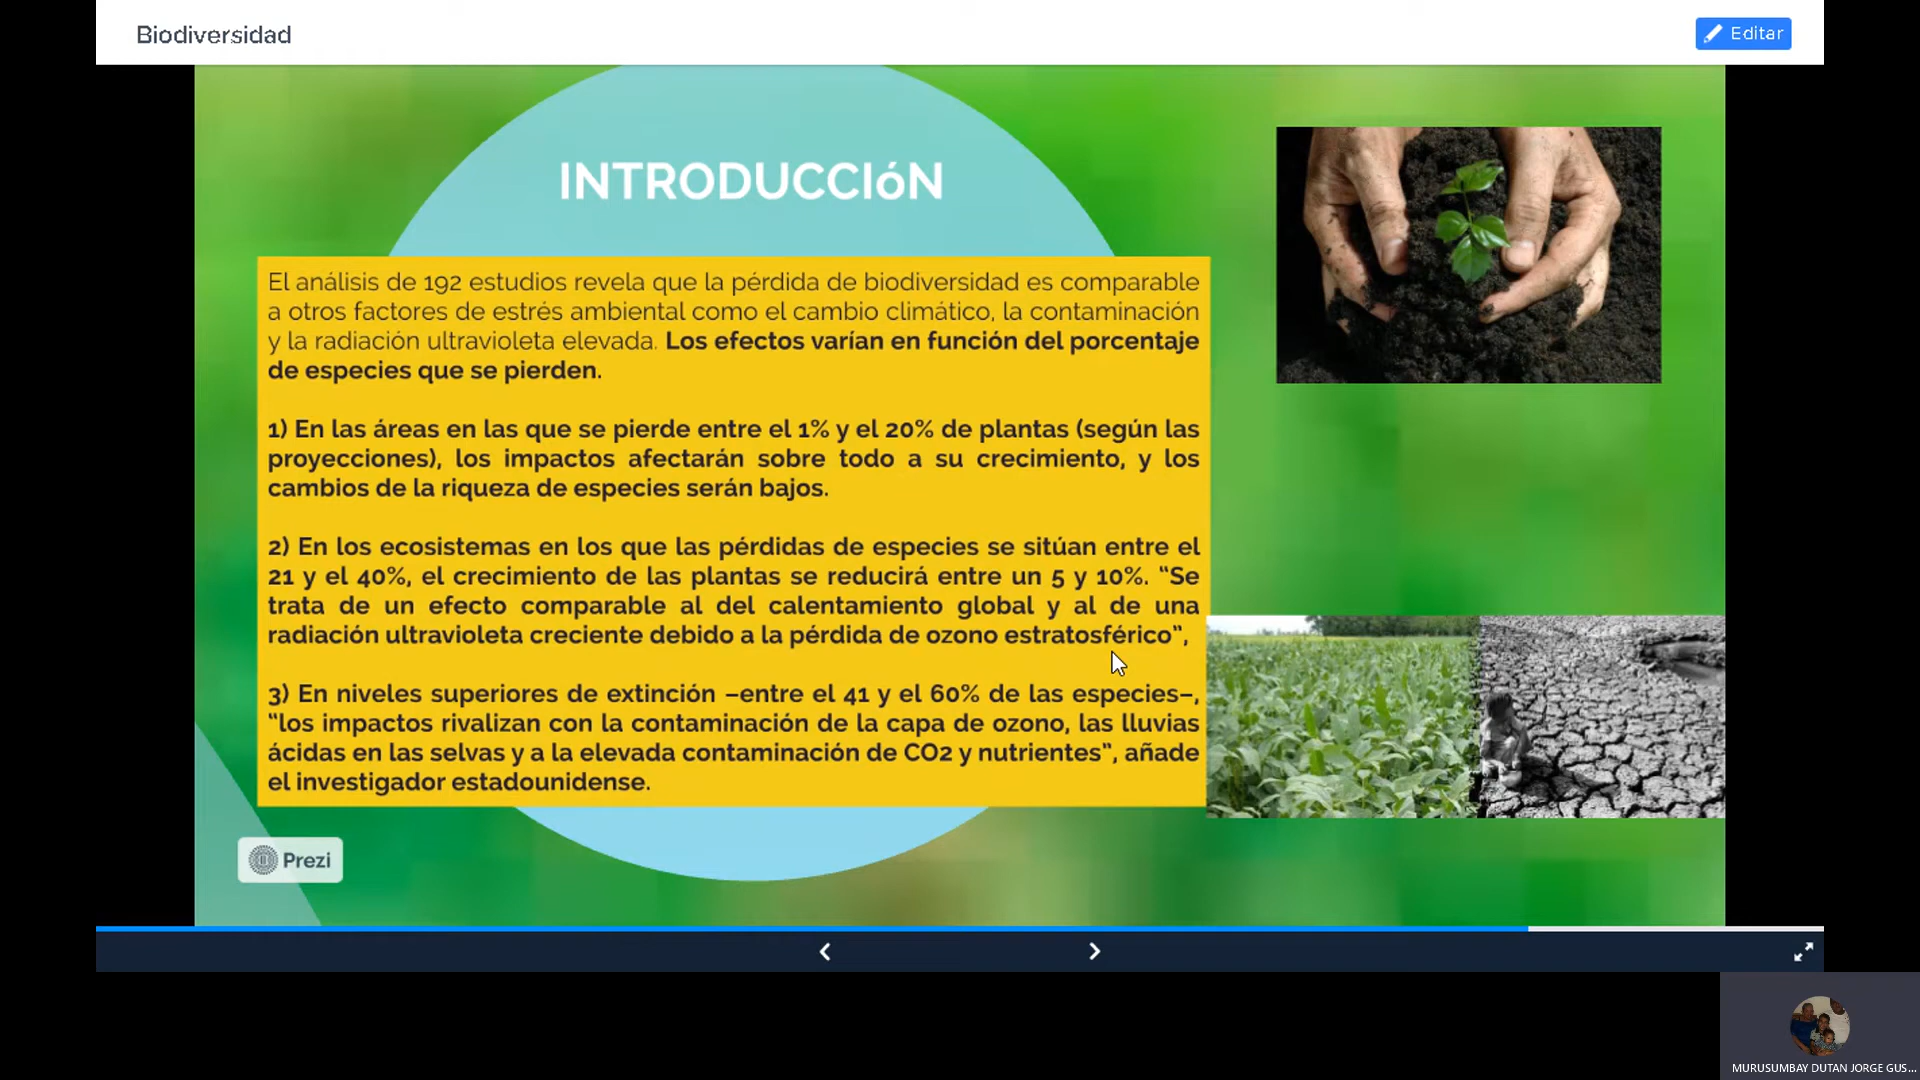 Biodiversidad
Editar
INTRODUCCIóN
El análisis de 192 estudios revela que la pérdida de biodiversidad es comparable
a otros factores de estrés ambiental como el cambio climático, la contaminación
y la radiación ultravioleta elevada. Los efectos varían en función del porcentaje
de especies que se pierden.
1) En las áreas en las que se pierde entre el 1% y el 20% de plantas (según las
proyecciones), los impactos afectarán sobre todo a su crecimiento, y los
cambios de la riqueza de especies serán bajos.
2) En los ecosistemas en los que las pérdidas de especies se sitúan entre el
21 y el 40%, el crecimiento de las plantas se reducirá entre un 5 y 10%. “Se
trata de un efecto comparable al del calentamiento global y al de una
radiación ultravioleta creciente debido a la pérdida de ozono estratosférico”,
3) En niveles superiores de extinción –entre el 41 y el 60% de las especies–,
“los impactos rivalizan con la contaminación de la capa de ozono, las lluvias
ácidas en las selvas y a la elevada contaminación de CO2 y nutrientes”, añade
el investigador estadounidense.
Prezi
MURUSUMBAY DUTAN JORGE GUS...